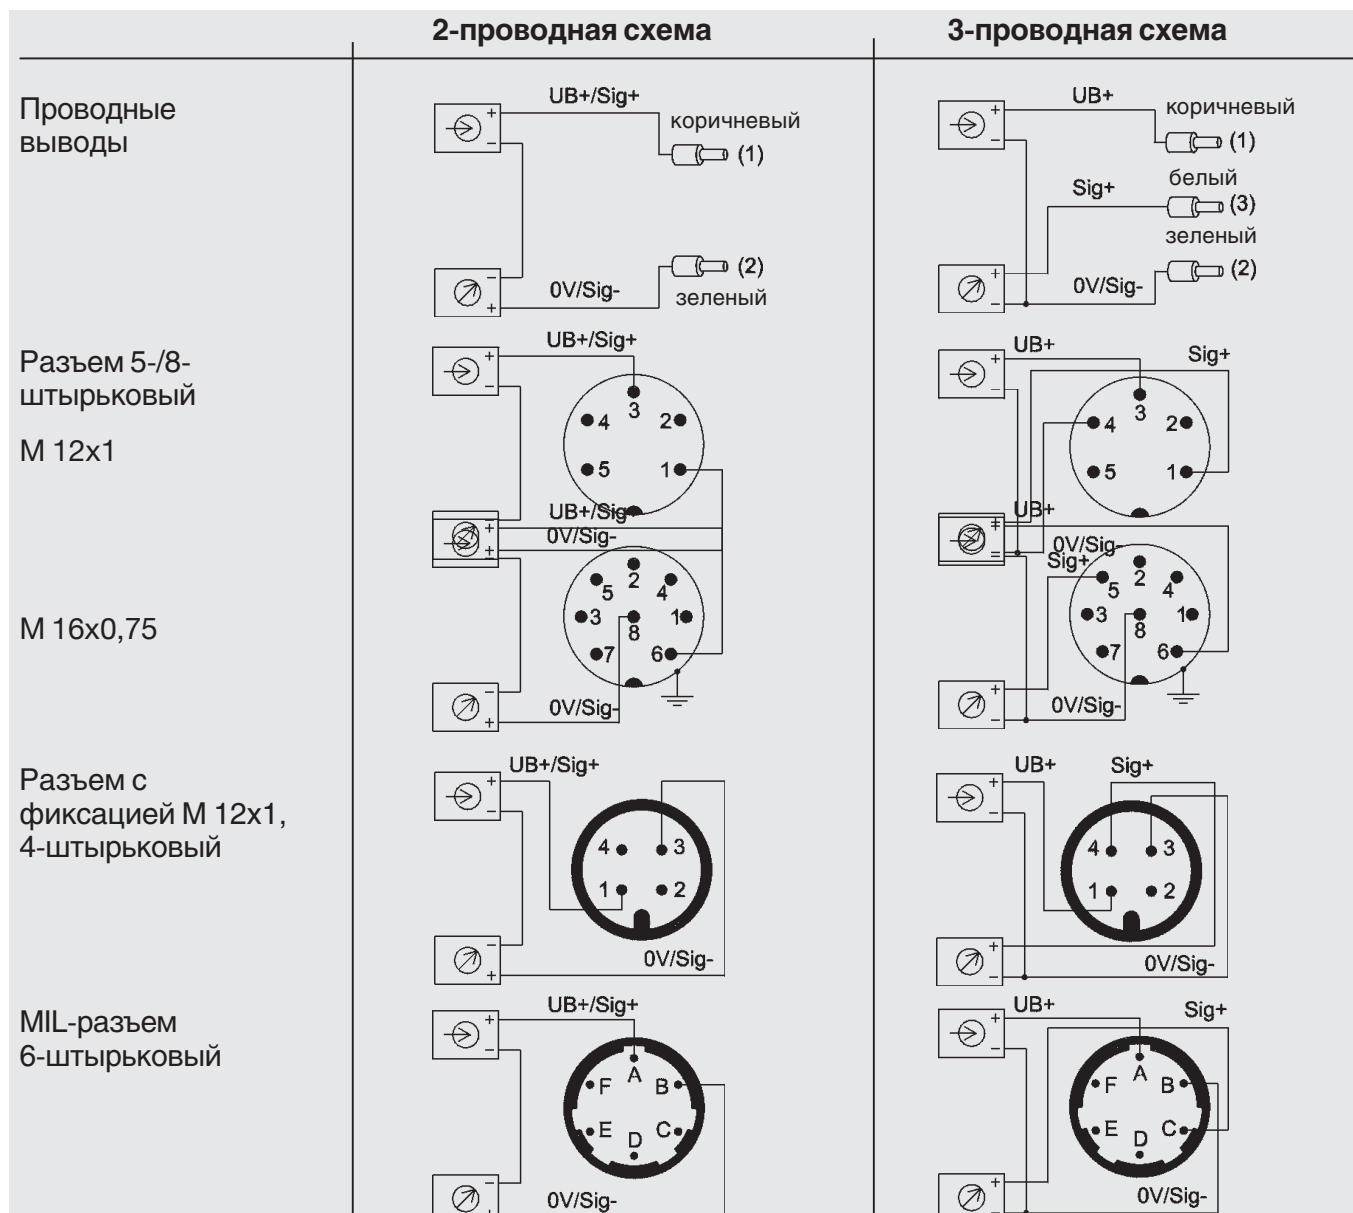 2-проводная схема
3-проводная схема
Проводные
выводы
UB+/Sig+
+
-
коричневый
(1)
-
+
0V/Sig-
(2)
зеленый
UB+
+
-
коричневый
(1)
Sig+
белый
(3)
зеленый
+
-
0V/Sig-
(2)
Разъем 5-/8-
штырьковый
М 12x1
UB+/Sig+
+
-
3
4
2
5
1
UB+
Sig+
+
-
3
4
2
5
1
М 16x0,75
UB+/Sig+
0V/Sig-
-
+
+
-
5
2
4
3
8
1
7
6
-
+
0V/Sig-
UB+
0V/Sig-
Sig+
5
2
4
3
8
1
7
6
+
-
0V/Sig-
Разъем с
фиксацией М 12x1,
4-штырьковый
UB+/Sig+
+
-
4
3
1
2
-
+
0V/Sig-
UB+
Sig+
+
-
4
3
1
2
+
-
0V/Sig-
MIL-разъем
6-штырьковый
UB+/Sig+
+
-
A
F
B
E
C
D
-
+
0V/Sig-
UB+
Sig+
+
-
A
F
B
E
C
D
+
-
0V/Sig-